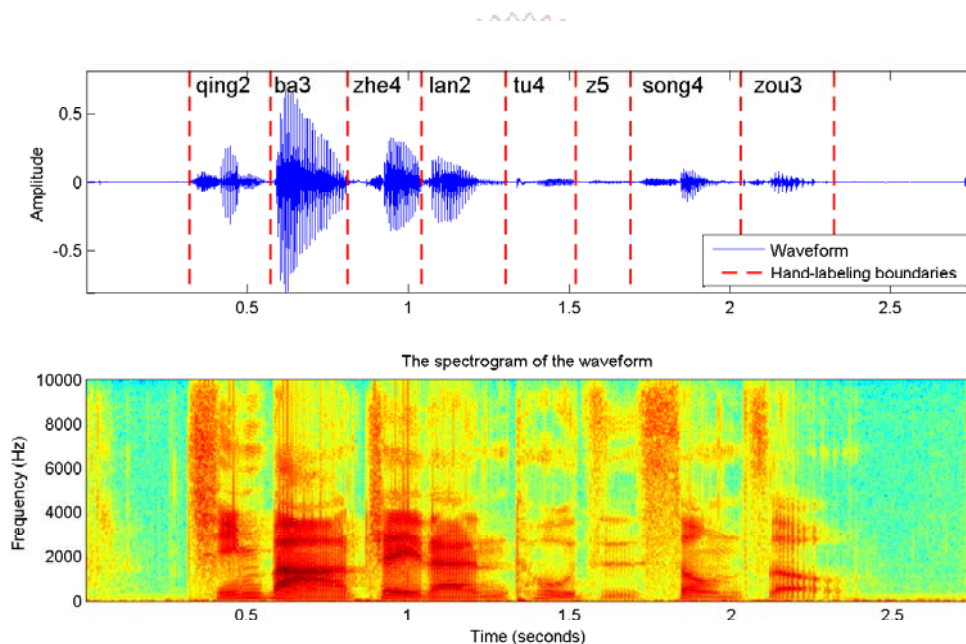 qing2 ba3 zhe4 lan2 tu4 z5 song4 zou3
0.5
0
-0.5
Amplitude
Waveform
Hand-labeling boundaries
0.5 1 1.5 2 2.5
The spectrogram of the waveform
10000
8000
6000
4000
2000
0
Frequency (Hz)
0.5 1 1.5 2 2.5
Time (seconds)